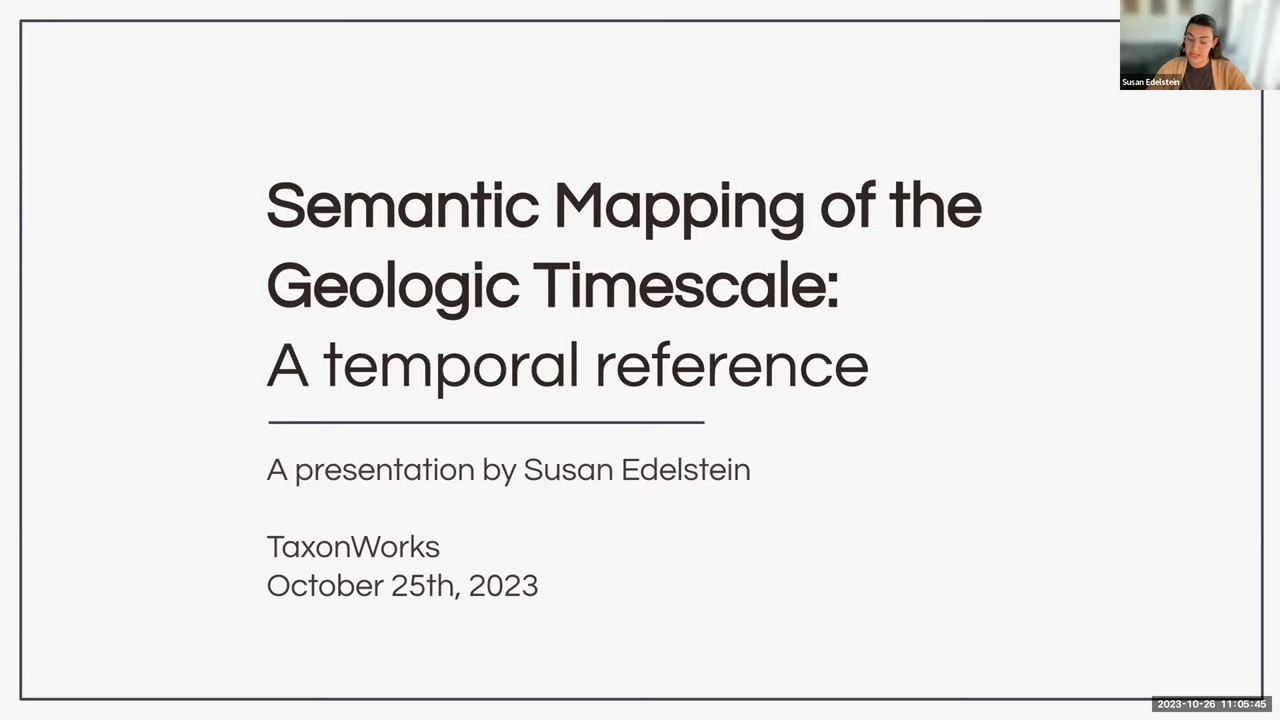 Susan Edelstein
Semantic Mapping of the
Geologic Timescale:
A temporal reference
A presentation by Susan Edelstein
TaxonWorks
October 25th, 2023
2023-10-26 11:05:45